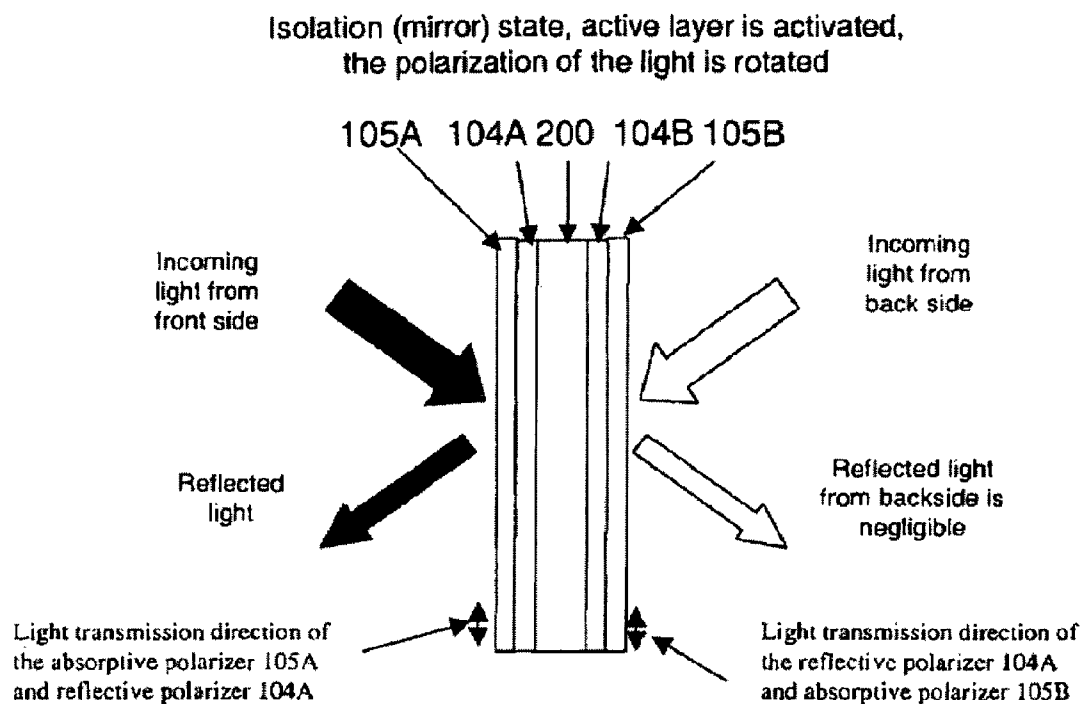 Isolation (mirror) state, active layer is activated,
the polarization of the light is rotated
105A 104A 200 104B 105B
Incoming
light from
front side
Incoming
light from
back side
Reflected
light
Reflected light
from backside is
negligible
Light transmission direction of
the absorptive polarizer 105A
and reflective polarizer 104A
Light transmission direction of
the reflective polarizer 104A
and absorptive polarizer 105B